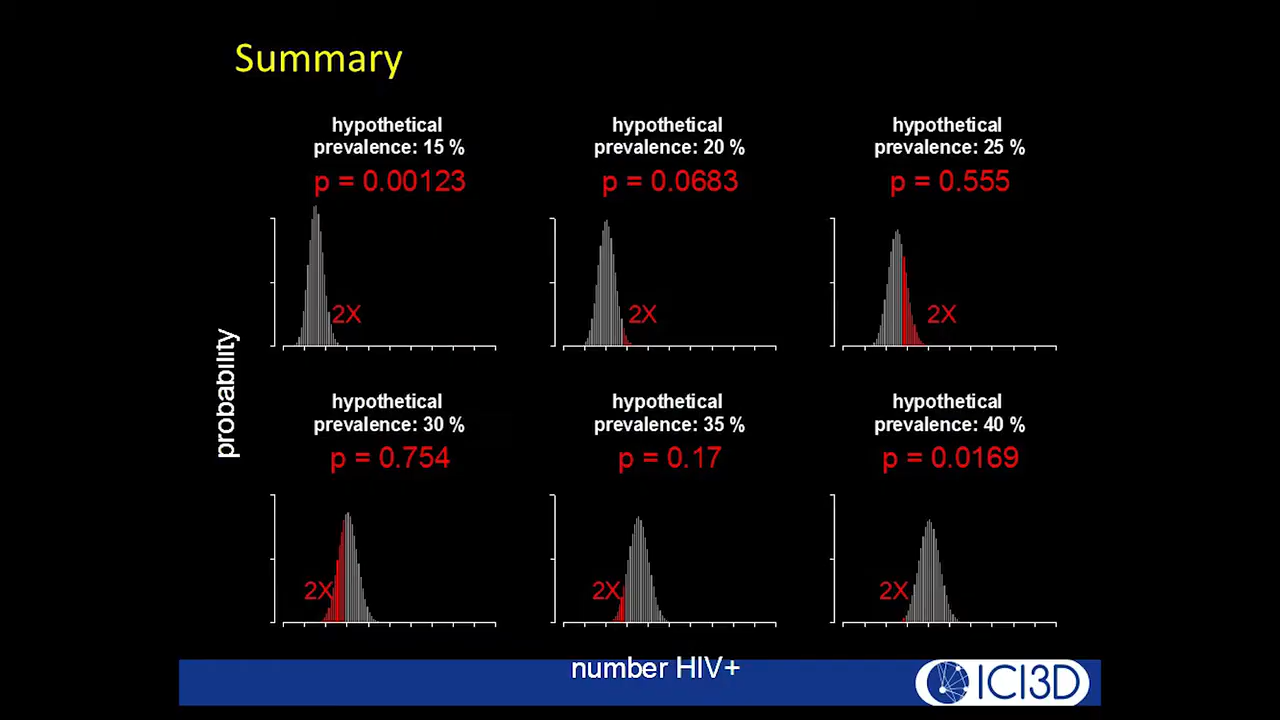 Summary
hypothetical
prevalence: 15 %
p = 0.00123
2X
hypothetical
prevalence: 20 %
p = 0.0683
2X
hypothetical
prevalence: 25 %
p = 0.555
2X
probability
hypothetical
prevalence: 30 %
p = 0.754
2X
hypothetical
prevalence: 35 %
p = 0.17
2X
hypothetical
prevalence: 40 %
p = 0.0169
2X
number HIV+
ICI3D